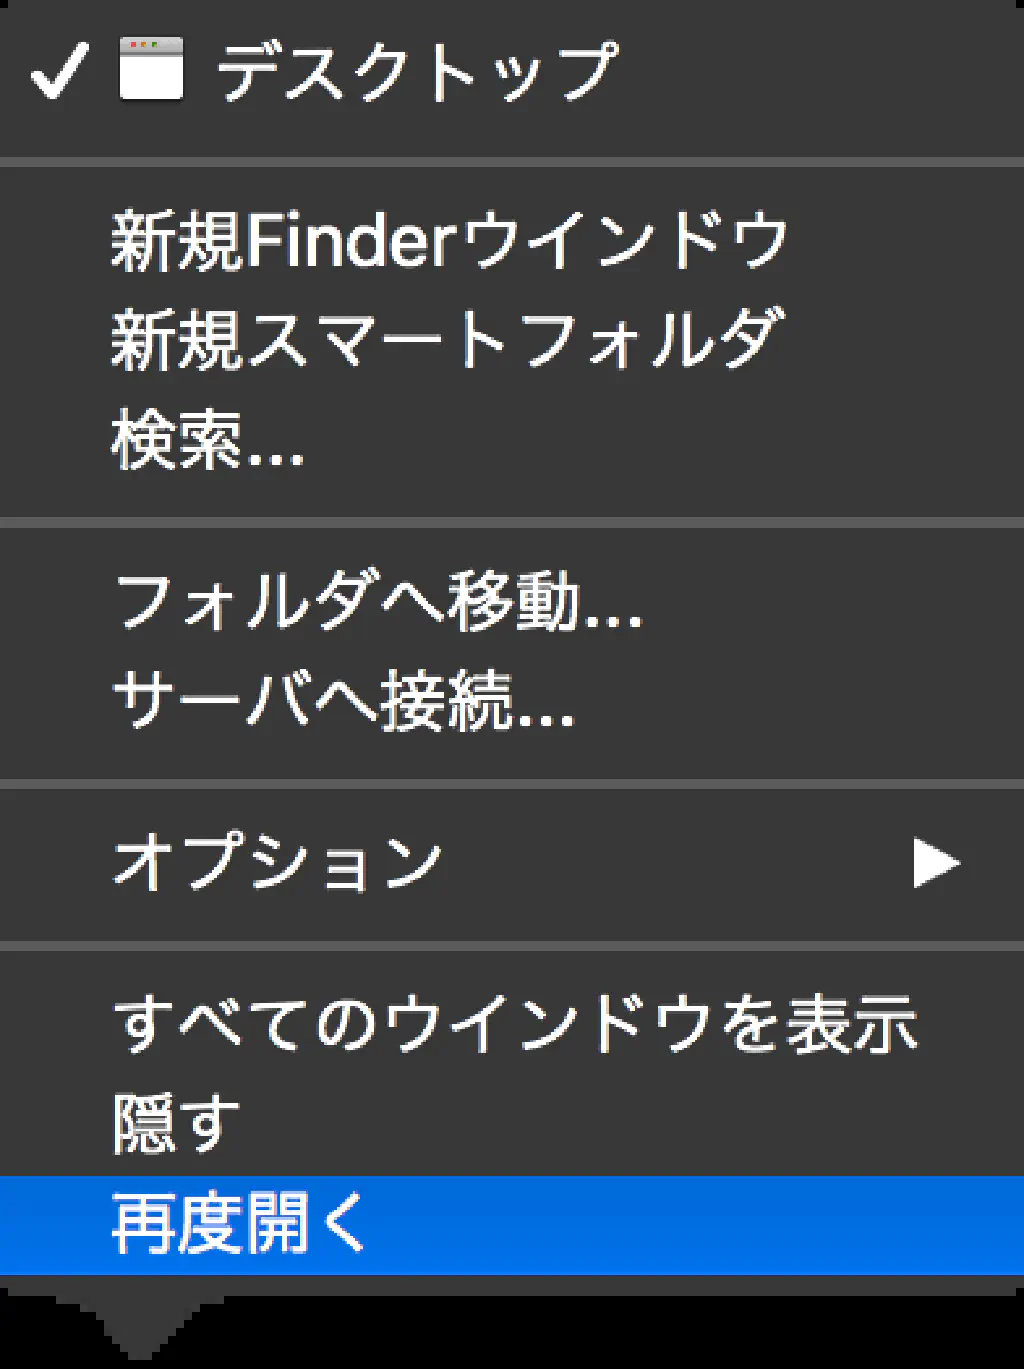 デスクトップ
新規Finderウインドウ
新規スマートフォルダ
検索...
フォルダへ移動...
サーバへ接続...
オプション
すべてのウインドウを表示
隠す
再度開く